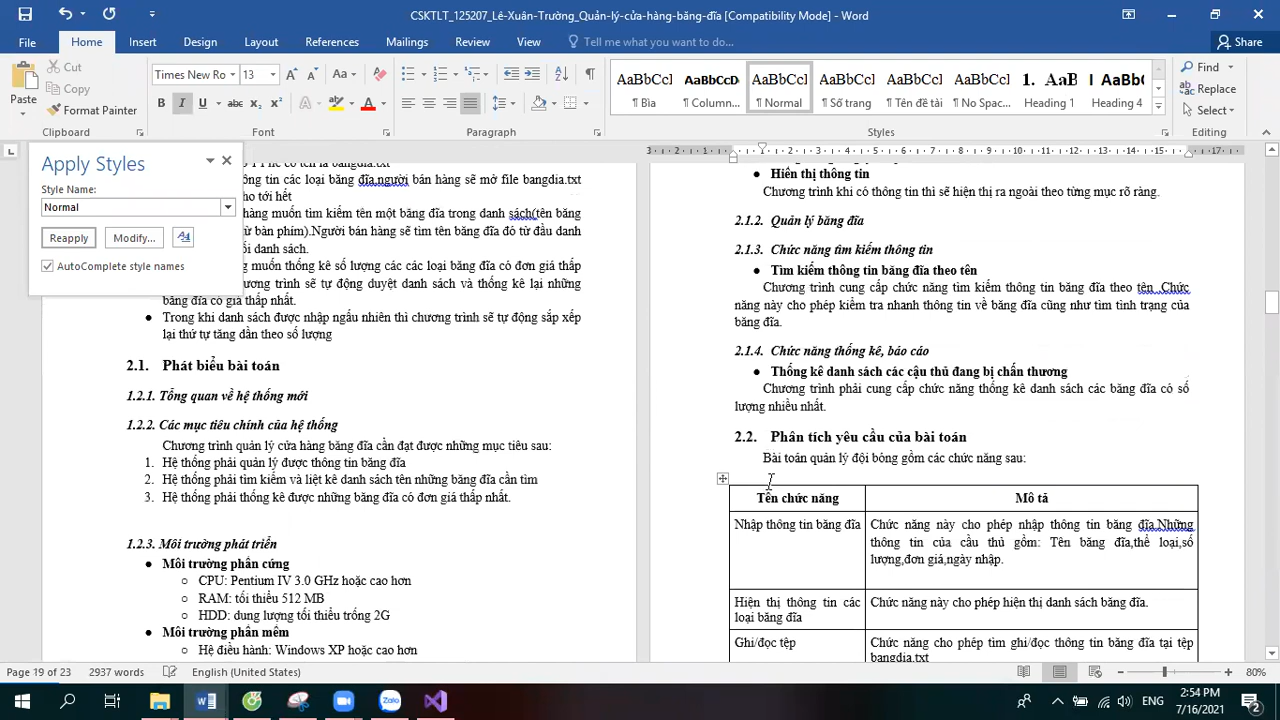 CSKTLT_125207_Lê-Xuân-Trường_Quản-lý-cửa-hàng-băng-đĩa [Compatibility Mode] - Word
File Home Insert Design Layout References Mailings Review View Tell me what you want to do... Share
Cut
Copy
Format Painter
Paste
Clipboard
Times New Ro 13
Font
Paragraph
AaBbCcI AaBbCcD AaBbCcI AaBbCcI AaBbCcI AaBbCcI 1. AaB AaBbC
¶ Bìa ¶ Column... ¶ Normal ¶ Số trang ¶ Tên đề tài ¶ No Spac... Heading 1 Heading 4
Styles
Find
Replace
Select
Editing
Apply Styles
Style Name:
Normal
Reapply Modify...
AutoComplete style names
có tên là bangdia.txt
tin các loại băng đĩa,người bán hàng sẽ mở file bangdia.txt
ho tới hết
hàng muốn tìm kiếm tên một băng đĩa trong danh sách(tên băng
từ bàn phím).Người bán hàng sẽ tìm tên băng đĩa đó từ đầu danh
danh sách.
muốn thống kê số lượng các các loại băng đĩa có đơn giá thấp
trình sẽ tự động duyệt danh sách và thống kê lại những
băng đĩa có giá thấp nhất.
• Trong khi danh sách được nhập ngẫu nhiên thì chương trình sẽ tự động sắp xếp
lại thứ tự tăng dần theo số lượng
2.1. Phát biểu bài toán
1.2.1. Tổng quan về hệ thống mới
1.2.2. Các mục tiêu chính của hệ thống
Chương trình quản lý cửa hàng băng đĩa cần đạt được những mục tiêu sau:
1. Hệ thống phải quản lý được thông tin băng đĩa
2. Hệ thống phải tìm kiếm và liệt kê danh sách tên những băng đĩa cần tìm
3. Hệ thống phải thống kê được những băng đĩa có đơn giá thấp nhất.
1.2.3. Môi trường phát triển
• Môi trường phần cứng
○ CPU: Pentium IV 3.0 GHz hoặc cao hơn
○ RAM: tối thiểu 512 MB
○ HDD: dung lượng tối thiểu trống 2G
• Môi trường phần mềm
○ Hệ điều hành: Windows XP hoặc cao hơn
• Hiển thị thông tin
Chương trình khi có thông tin thì sẽ hiện thị ra ngoài theo từng mục rõ ràng.
2.1.2. Quản lý băng đĩa
2.1.3. Chức năng tìm kiếm thông tin
• Tìm kiếm thông tin băng đĩa theo tên
Chương trình cung cấp chức năng tìm kiếm thông tin băng đĩa theo tên .Chức
năng này cho phép kiểm tra nhanh thông tin về băng đĩa cũng như tìm tình trạng của
băng đĩa.
2.1.4. Chức năng thống kê, báo cáo
• Thống kê danh sách các cậu thủ đang bị chấn thương
Chương trình phải cung cấp chức năng thống kê danh sách các băng đĩa có số
lượng nhiều nhất.
2.2. Phân tích yêu cầu của bài toán
Bài toán quản lý đội bóng gồm các chức năng sau:
Tên chức năng Mô tả
Nhập thông tin băng đĩa Chức năng này cho phép nhập thông tin băng đĩa.Những
thông tin của cầu thủ gồm: Tên băng đĩa,thể loại,số
lượng,đơn giá,ngày nhập.
Hiện thị thông tin các Chức năng này cho phép hiện thị danh sách băng đĩa.
loại băng đĩa
Ghi/đọc tệp Chức năng cho phép tìm ghi/đọc thông tin băng đĩa tại tệp
bangdia.txt
Page 19 of 23 2937 words English (United States) 80%
ENG 2:54 PM
7/16/2021